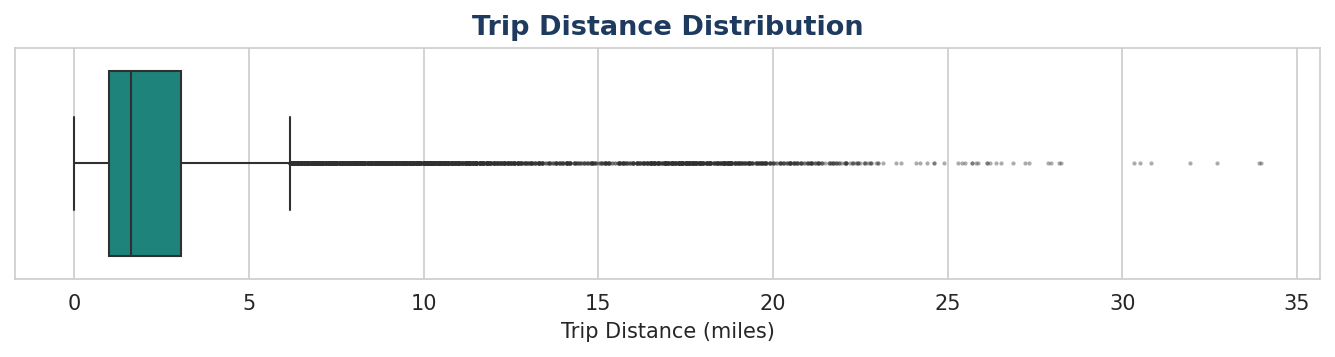 Trip Distance Distribution
0 5 10 15 20 25 30 35
Trip Distance (miles)